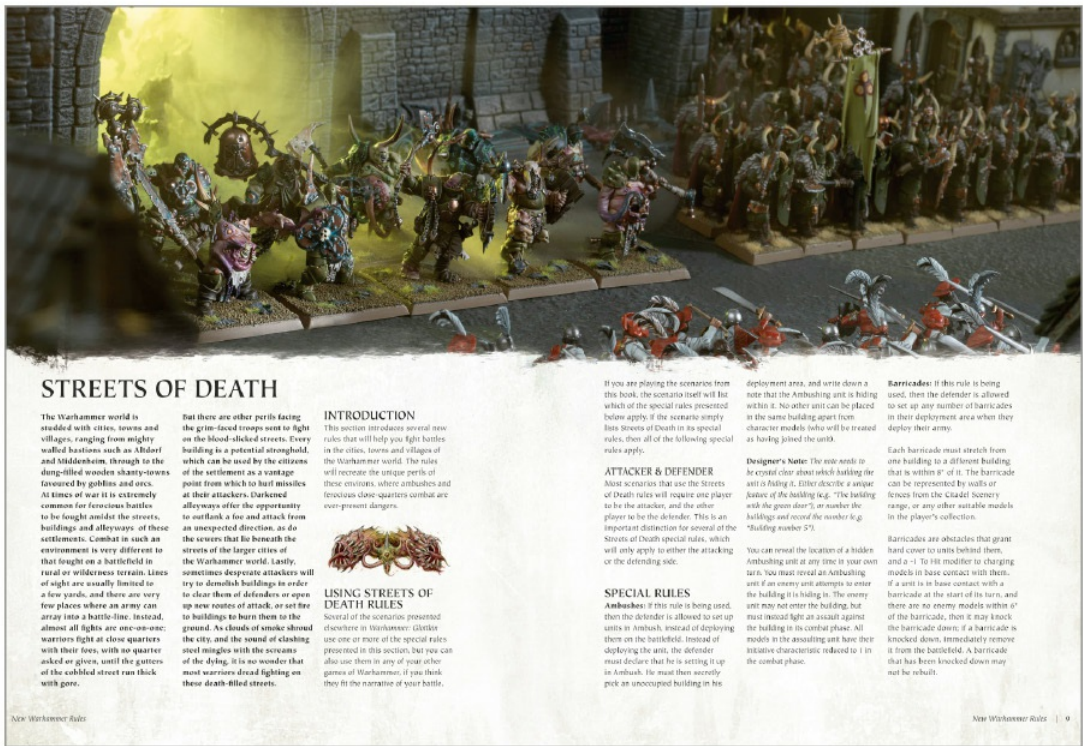 STREETS OF DEATH
The Warhammer world is
studded with cities, towns and
villages, ranging from mighty
walled bastions such as Altdorf
and Middenheim, through to the
dung-filled wooden shanty-towns
favoured by goblins and orcs.
At times of war it is extremely
common for ferocious battles
to be fought amidst the streets,
buildings and alleyways of these
settlements. Combat in such an
environment is very different to
that fought on a battlefield in
rural or wilderness terrain. Lines
of sight are usually limited to
a few yards, and there are very
few places where an army can
array into a battle-line. Instead,
almost all fights are one-on-one;
warriors fight at close quarters
with their foes, with no quarter
asked or given, until the gutters
of the cobbled street run thick
with gore.
But there are other perils facing
the grim-faced troops sent to fight
on the blood-slicked streets. Every
building is a potential stronghold,
which can be used by the citizens
of the settlement as a vantage
point from which to hurl missiles
at their attackers. Darkened
alleyways offer the opportunity
to outflank a foe and attack from
an unexpected direction, as do
the sewers that lie beneath the
streets of the larger cities of
the Warhammer world. Lastly,
sometimes desperate attackers will
try to demolish buildings in order
to clear them of defenders or open
up new routes of attack, or set fire
to buildings to burn them to the
ground. As clouds of smoke shroud
the city, and the sound of clashing
steel mingles with the screams
of the dying, it is no wonder that
most warriors dread fighting on
these death-filled streets.
INTRODUCTION
This section introduces several new
rules that will help you fight battles
in the cities, towns and villages of
the Warhammer World. The rules
will recreate the unique perils of
these environs, where ambushes and
ferocious close-quarters combat are
ever-present dangers.
USING STREETS OF
DEATH RULES
Several of the scenarios presented
elsewhere in Warhammer: Glottkin
use one or more of the special rules
presented in this section, but you can
also use them in any of your other
games of Warhammer, if you think
they fit the narrative of your battle.
If you are playing the scenarios from
this book, the scenario itself will list
which of the special rules presented
below apply. If the scenario simply
lists Streets of Death in its special
rules, then all of the following special
rules apply.
ATTACKER & DEFENDER
Most scenarios that use the Streets
of Death rules will require one player
to be the attacker, and the other
player to be the defender. This is an
important distinction for several of the
Streets of Death special rules, which
will only apply to either the attacking
or the defending side.
SPECIAL RULES
Ambushes: If this rule is being used,
then the defender is allowed to set up
units in Ambush, instead of deploying
them on the battlefield. Instead of
deploying the unit, the defender
must declare that he is setting it up
in Ambush. He must then secretly
pick an unoccupied building in his
deployment area, and write down a
note that the Ambushing unit is hiding
within it. No other unit can be placed
in the same building apart from
character models (who will be treated
as having joined the unit).
Designer's Note: The note needs to
be crystal clear about which building the
unit is hiding in. Either describe a unique
feature of the building (e.g. "The building
with the green door"), or number the
buildings and record the number (e.g.
"Building number 5").
You can reveal the location of a hidden
Ambushing unit at any time in your own
turn. You must reveal an Ambushing
unit if an enemy unit attempts to enter
the building it is hiding in. The enemy
unit may not enter the building, but
must instead fight an assault against
the building in its combat phase. All
models in the assaulting unit have their
Initiative characteristic reduced to 1 in
the combat phase.
Barricades: If this rule is being
used, then the defender is allowed
to set up any number of barricades
in their deployment area when they
deploy their army.
Each barricade must stretch from
one building to a different building
that is within 8" of it. The barricade
can be represented by walls or
fences from the Citadel Scenery
range, or any other suitable models
in the player's collection.
Barricades are obstacles that grant
hard cover to units behind them,
and a -1 To Hit modifier to charging
models in base contact with them.
If a unit is in base contact with a
barricade at the start of its turn, and
there are no enemy models within 6"
of the barricade, then it may knock
the barricade down; if a barricade is
knocked down, immediately remove
it from the battlefield. A barricade
that has been knocked down may
not be rebuilt.
New Warhammer Rules
New Warhammer Rules | 9